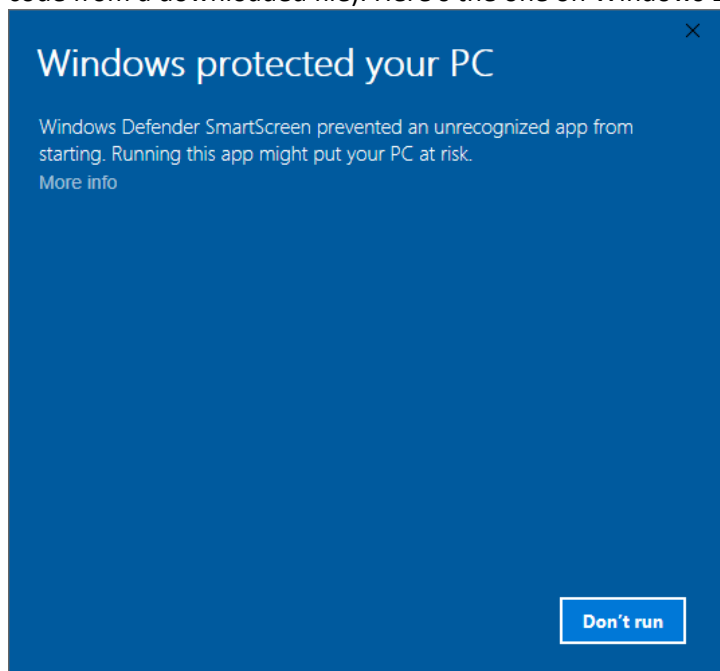 Windows protected your PC
Windows Defender SmartScreen prevented an unrecognized app from
starting. Running this app might put your PC at risk.
More info
Don't run